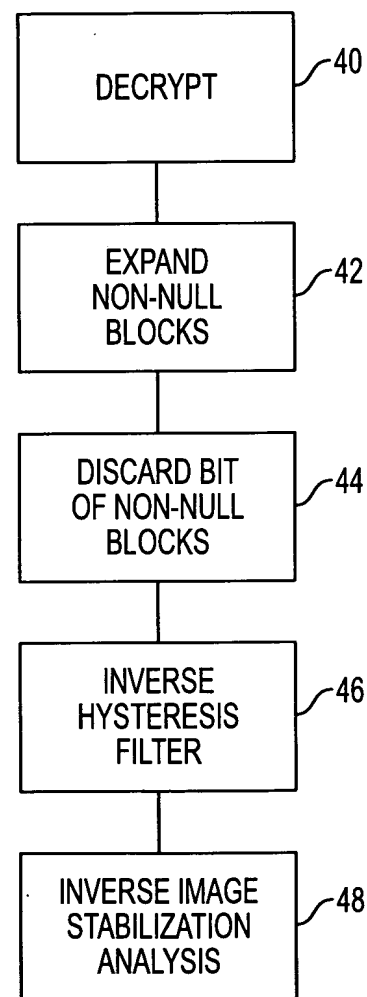 DECRYPT
40
EXPAND
NON-NULL
BLOCKS
42
DISCARD BIT
OF NON-NULL
BLOCKS
44
INVERSE
HYSTERESIS
FILTER
46
INVERSE IMAGE
STABILIZATION
ANALYSIS
48